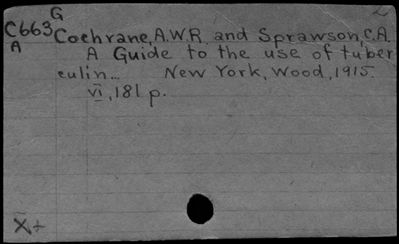 G
C663 Cochrane, A.W.R. and Sprawson, C.A.
A A Guide to the use of tuber
culin... New York, Wood, 1915.
vi, 181 p.
X+